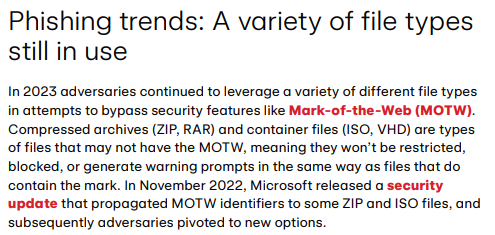 Phishing trends: A variety of file types
still in use
In 2023 adversaries continued to leverage a variety of different file types
in attempts to bypass security features like Mark-of-the-Web (MOTW).
Compressed archives (ZIP, RAR) and container files (ISO, VHD) are types
of files that may not have the MOTW, meaning they won’t be restricted,
blocked, or generate warning prompts in the same way as files that do
contain the mark. In November 2022, Microsoft released a security
update that propagated MOTW identifiers to some ZIP and ISO files, and
subsequently adversaries pivoted to new options.